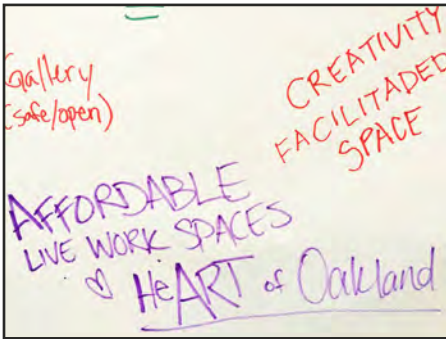 Gallery
(safe/open)
CREATIVITY
FACILITADED
SPACE
AFFORDABLE
LIVE WORK SPACES
♡ HeART of Oakland